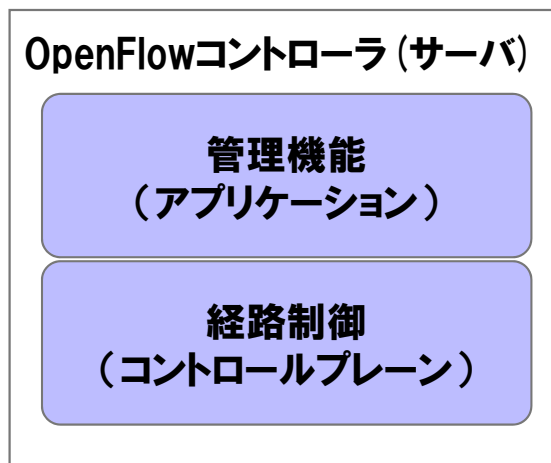 OpenFlowコントローラ(サーバ)
管理機能
（アプリケーション）
経路制御
（コントロールプレーン）